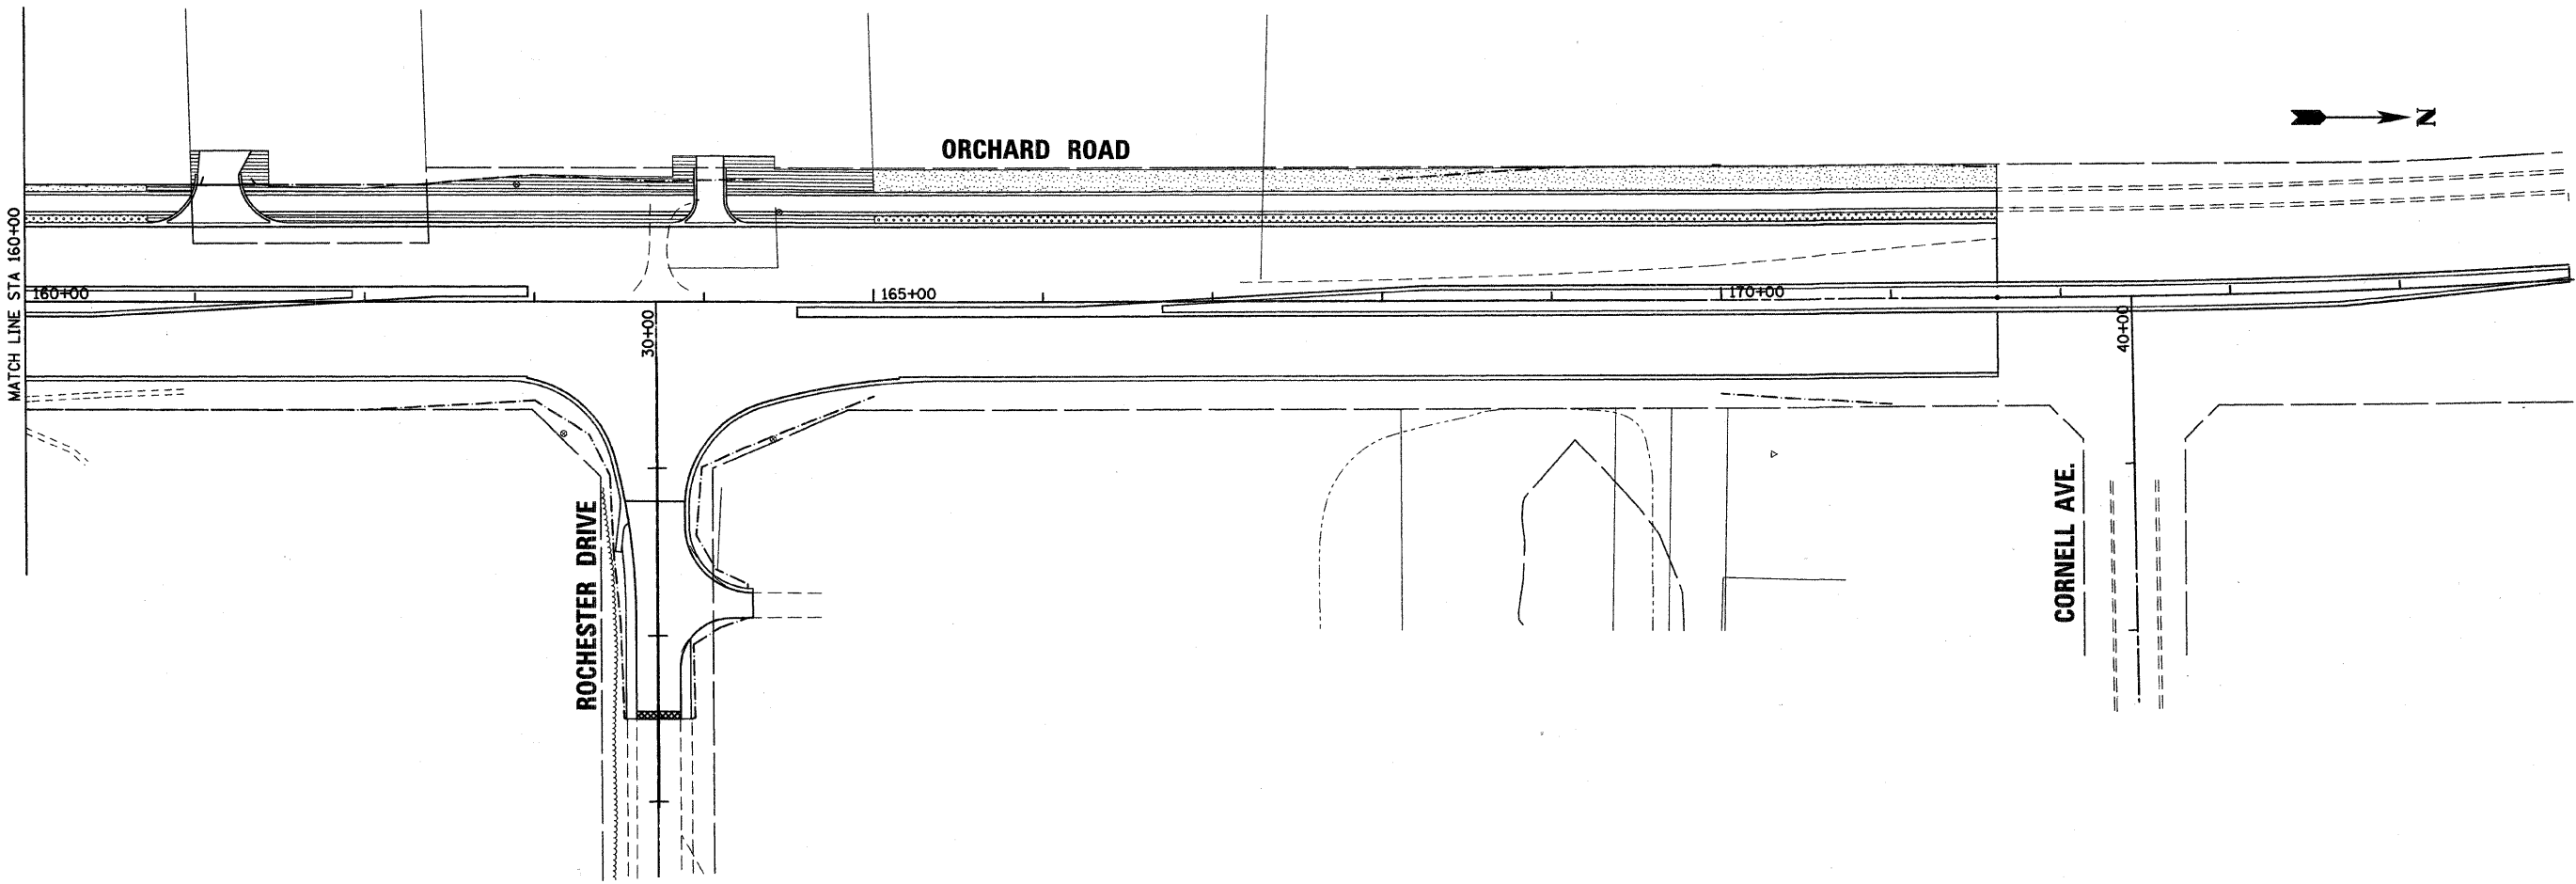 ORCHARD ROAD
N
MATCH LINE STA 160+00
160+00
165+00
170+00
30+00
40+00
ROCHESTER DRIVE
CORNELL AVE.